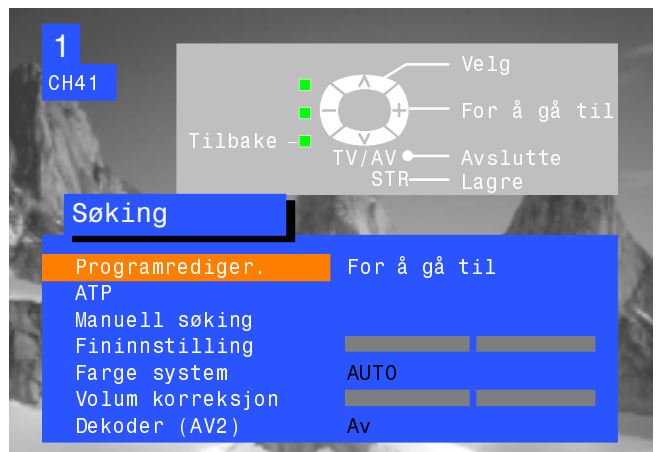 1
CH41
Velg
For å gå til
Tilbake
TV/AV Avslutte
STR Lagre
Søking
Programrediger. For å gå til
ATP
Manuell søking
Fininnstilling
Farge system AUTO
Volum korreksjon
Dekoder (AV2) Av